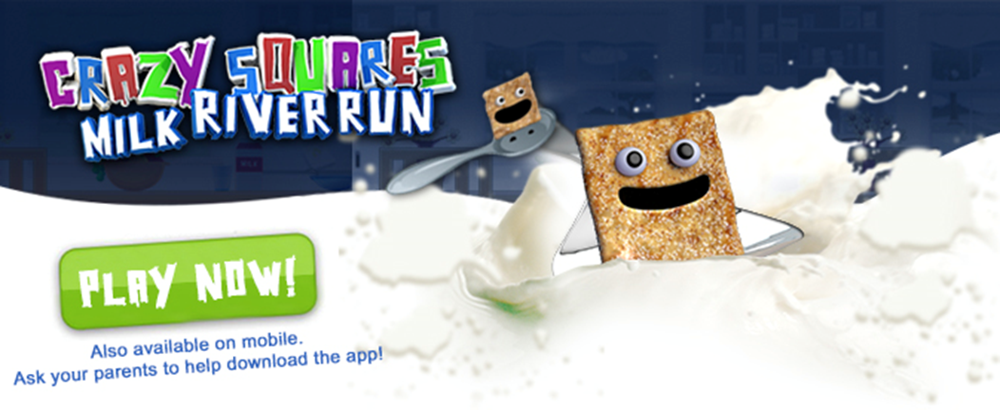 CRAZY SQUARES
MILK RIVER RUN
PLAY NOW!
Also available on mobile.
Ask your parents to help download the app!
MILK